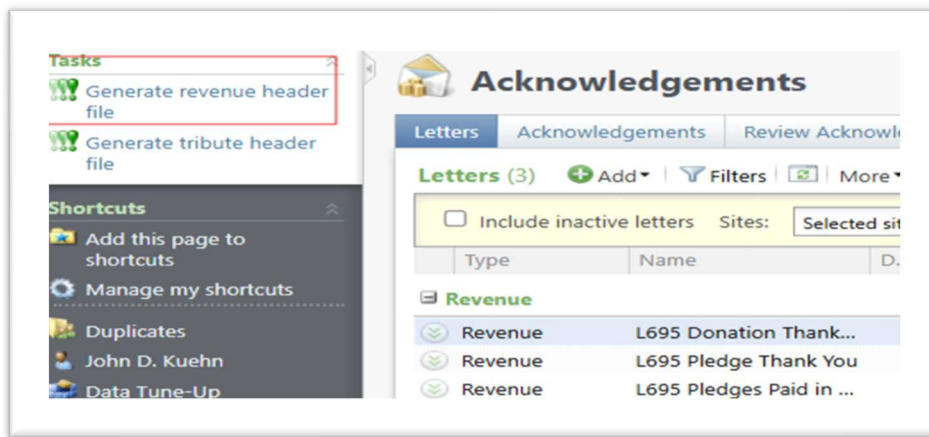 Tasks
Generate revenue header
file
Generate tribute header
file
Shortcuts
Add this page to
shortcuts
Manage my shortcuts
Duplicates
John D. Kuehn
Data Tune-Up
Acknowledgements
Letters Acknowledgements Review Acknowl
Letters (3) Add Filters More
Include inactive letters Sites: Selected sit
Type Name D.
Revenue
Revenue L695 Donation Thank...
Revenue L695 Pledge Thank You
Revenue L695 Pledges Paid in ...